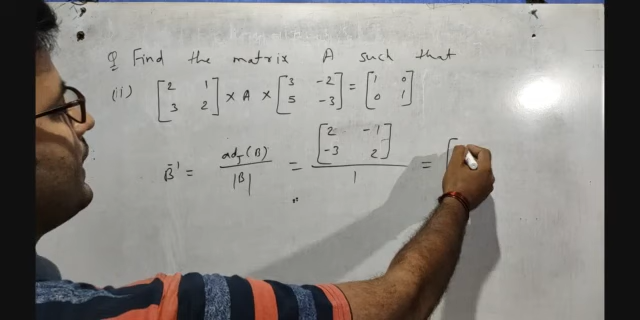 Q Find the matrix A such that
(ii) [2 1 3 2] × A × [3 -2 5 -3] = [1 0 0 1]
B⁻¹ = adj(B) / |B| = [2 -1 -3 2] / 1 = [